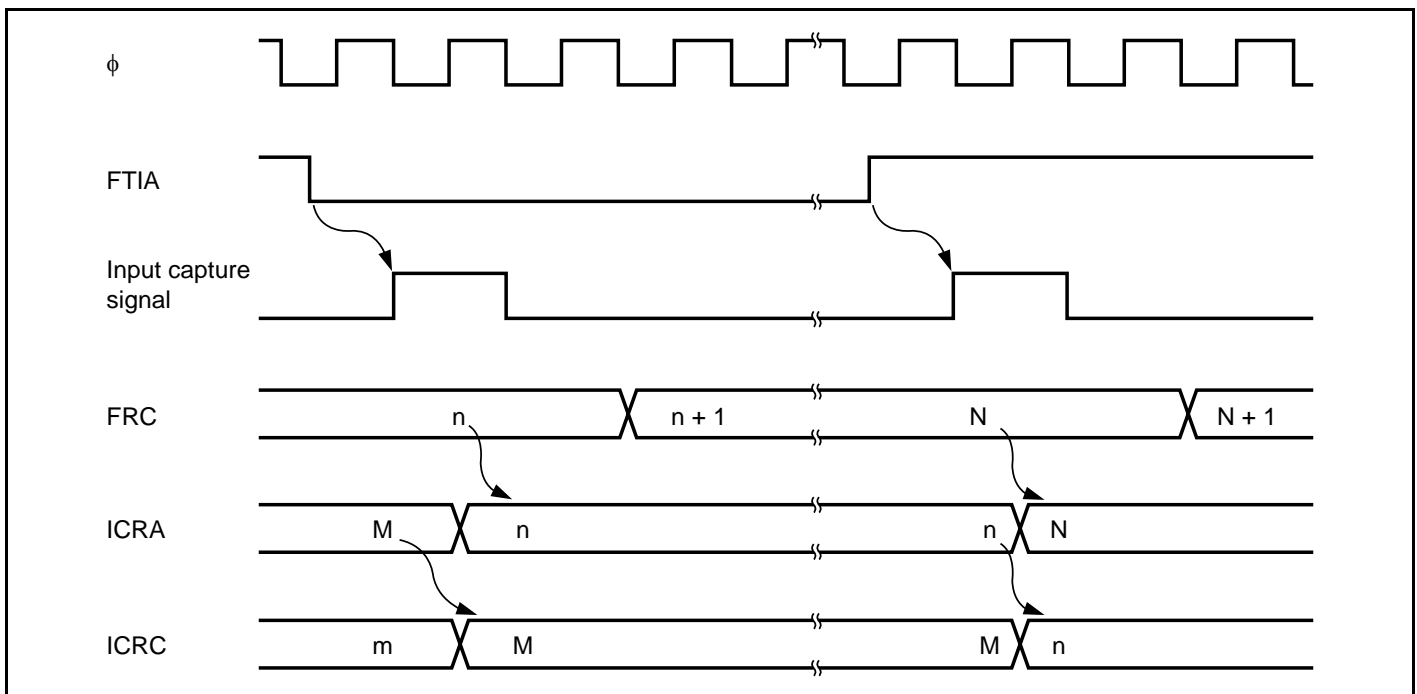 ϕ
FTIA
Input capture
signal
FRC n n + 1 N N + 1
ICRA M n n N
ICRC m M M n